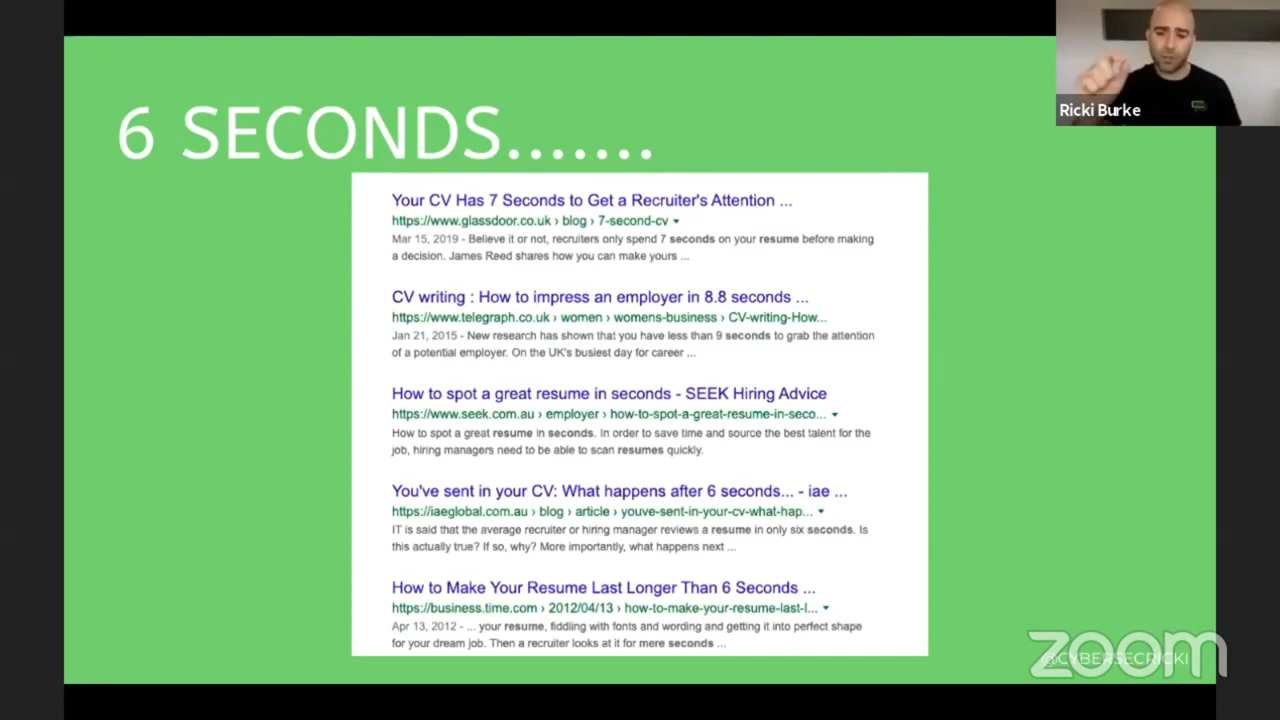 6 SECONDS.......
Ricki Burke
Your CV Has 7 Seconds to Get a Recruiter's Attention ...
https://www.glassdoor.co.uk › blog › 7-second-cv
Mar 15, 2019 - Believe it or not, recruiters only spend 7 seconds on your resume before making
a decision. James Reed shares how you can make yours ...
CV writing : How to impress an employer in 8.8 seconds ...
https://www.telegraph.co.uk › women › womens-business › CV-writing-How...
Jan 21, 2015 - New research has shown that you have less than 9 seconds to grab the attention
of a potential employer. On the UK's busiest day for career ...
How to spot a great resume in seconds - SEEK Hiring Advice
https://www.seek.com.au › employer › how-to-spot-a-great-resume-in-seco...
How to spot a great resume in seconds. In order to save time and source the best talent for the
job, hiring managers need to be able to scan resumes quickly.
You've sent in your CV: What happens after 6 seconds... - iae ...
https://iaeglobal.com.au › blog › article › youve-sent-in-your-cv-what-hap...
IT is said that the average recruiter or hiring manager reviews a resume in only six seconds. Is
this actually true? If so, why? More importantly, what happens next ...
How to Make Your Resume Last Longer Than 6 Seconds ...
https://business.time.com › 2012/04/13 › how-to-make-your-resume-last-l...
Apr 13, 2012 - ... your resume, fiddling with fonts and wording and getting it into perfect shape
for your dream job. Then a recruiter looks at it for mere seconds ...
zoom
@CYBERSECRICKI